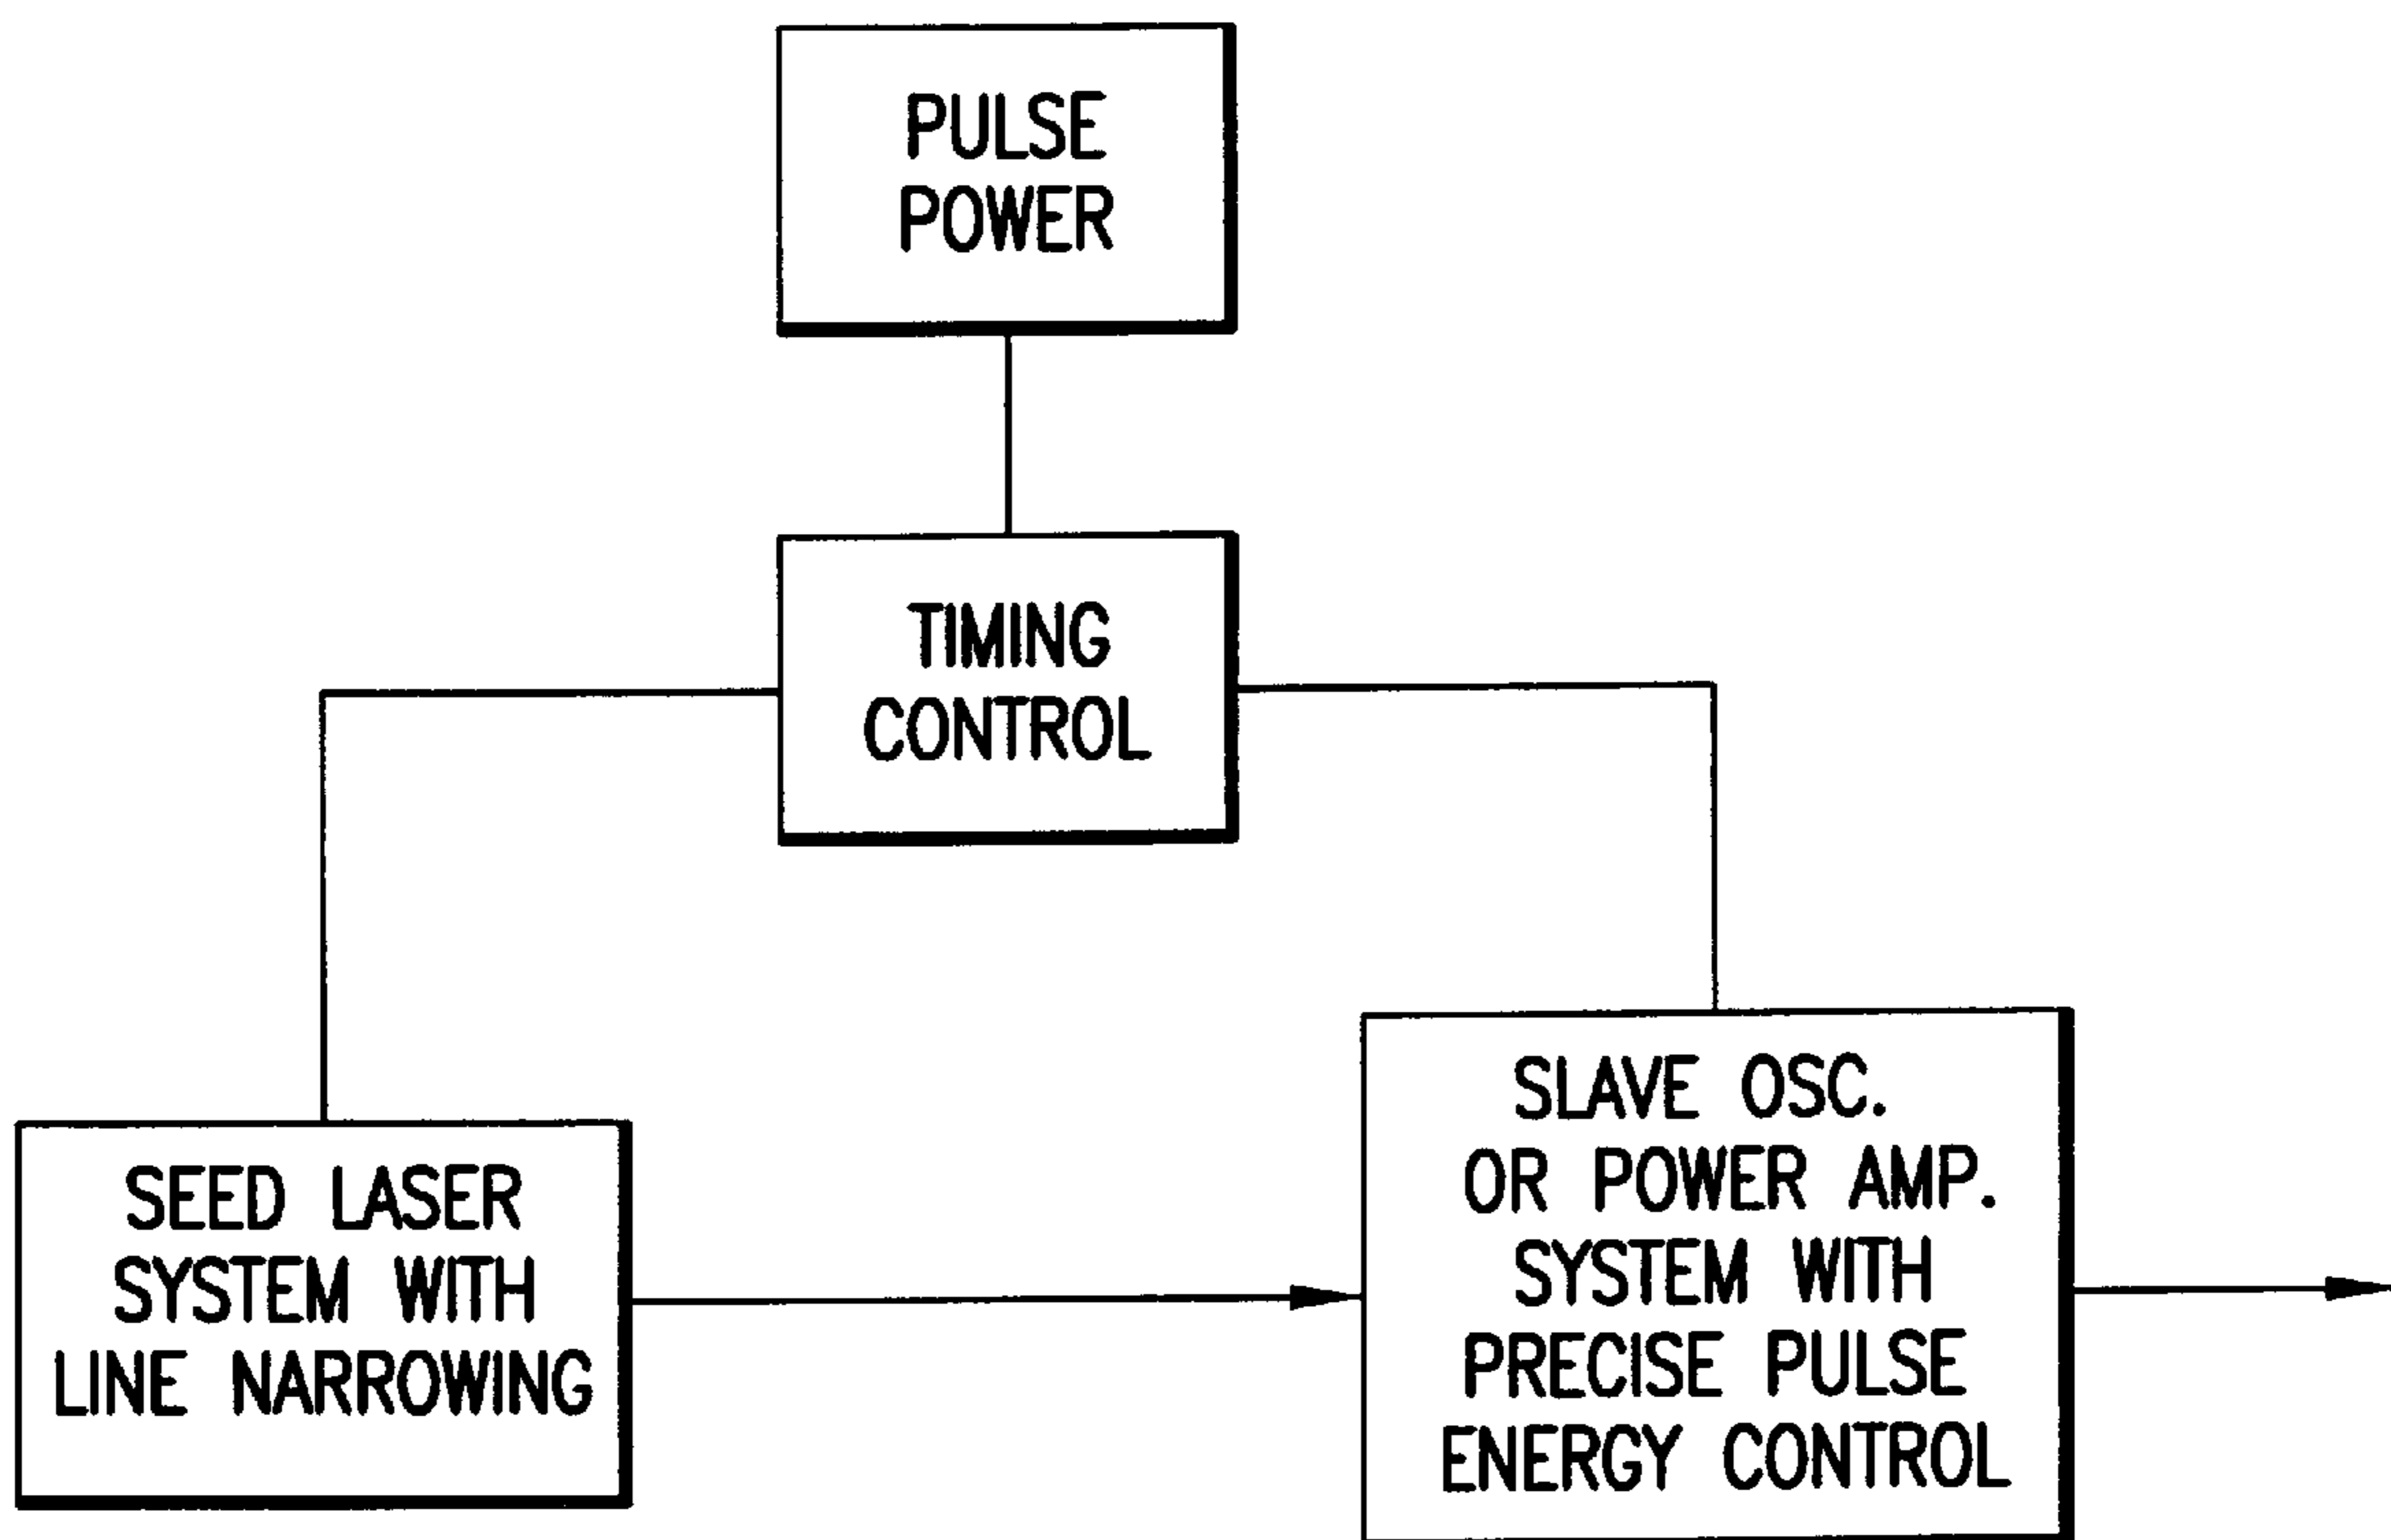 PULSE
POWER
TIMING
CONTROL
SEED LASER
SYSTEM WITH
LINE NARROWING
SLAVE OSC.
OR POWER AMP.
SYSTEM WITH
PRECISE PULSE
ENERGY CONTROL